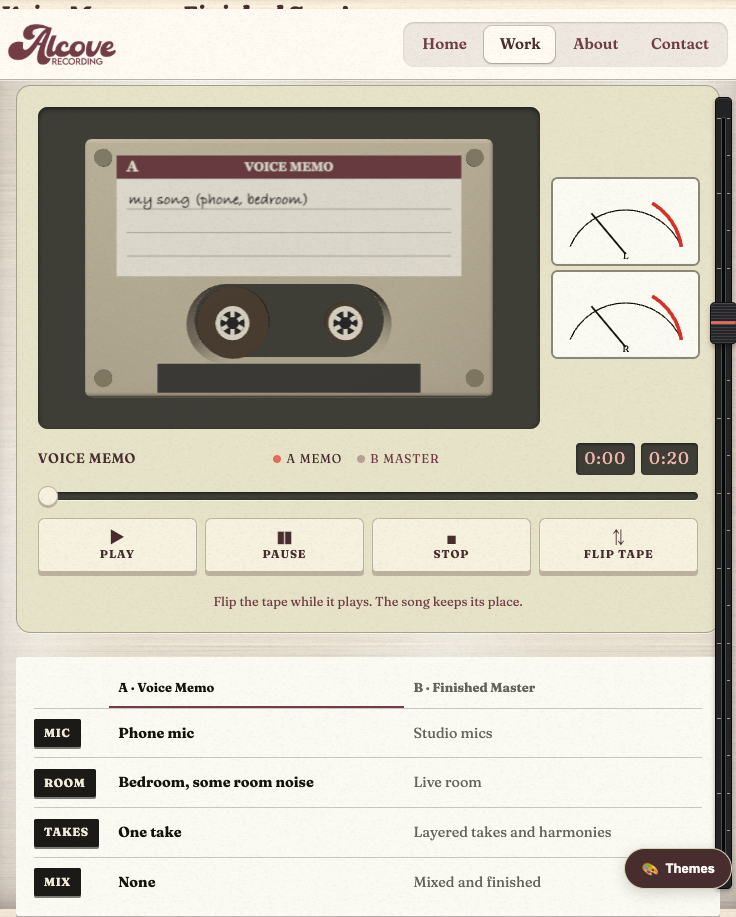 Alcove
RECORDING
Home
Work
About
Contact
A
VOICE MEMO
my song (phone, bedroom)
L
R
VOICE MEMO
A MEMO
B MASTER
0:00
0:20
PLAY
PAUSE
STOP
FLIP TAPE
Flip the tape while it plays. The song keeps its place.
A · Voice Memo
B · Finished Master
MIC
Phone mic
Studio mics
ROOM
Bedroom, some room noise
Live room
TAKES
One take
Layered takes and harmonies
MIX
None
Mixed and finished
Themes